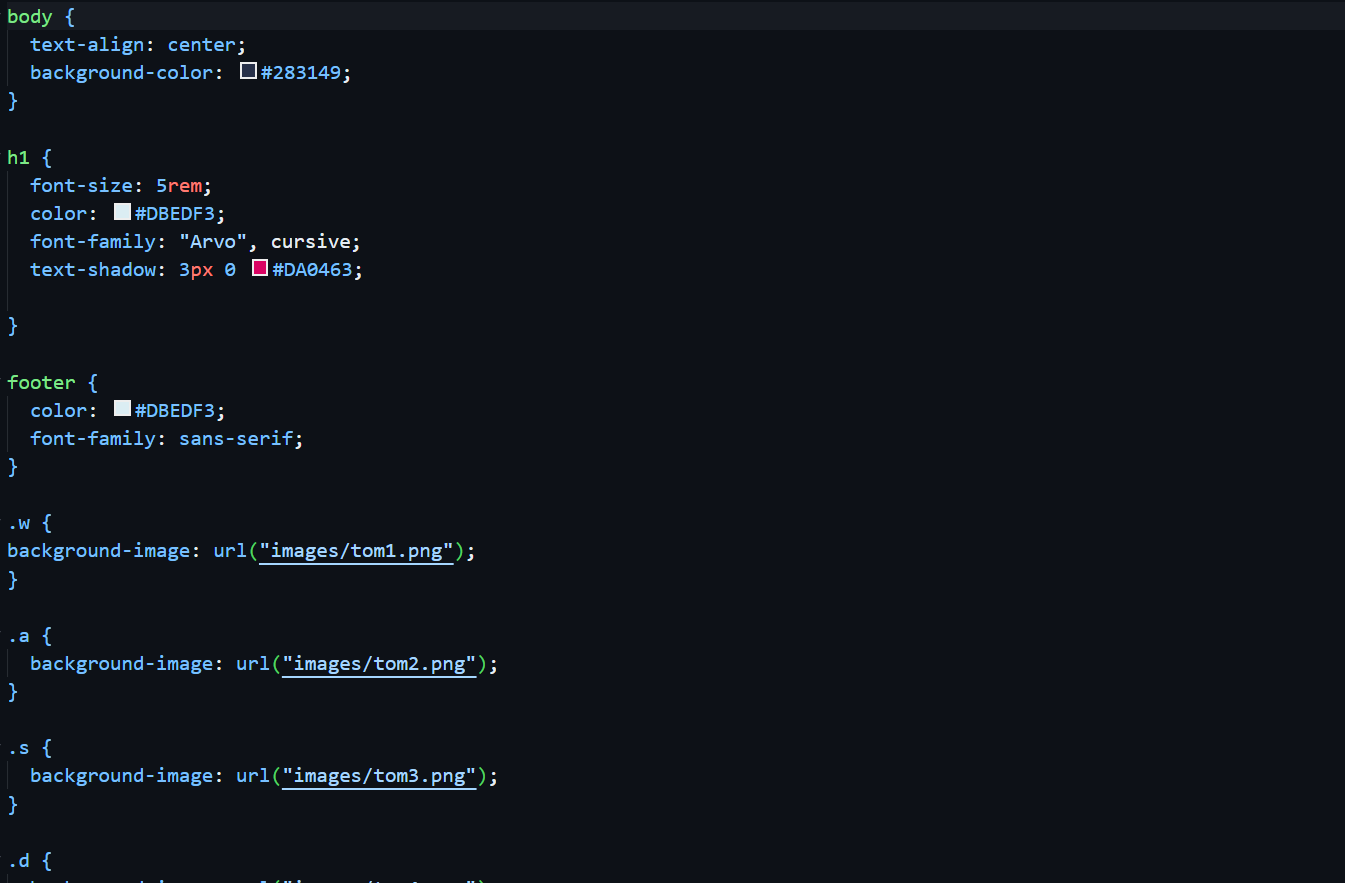 body {
  text-align: center;
  background-color: #283149;
}
h1 {
  font-size: 5rem;
  color: #DBEDF3;
  font-family: "Arvo", cursive;
  text-shadow: 3px 0 #DA0463;
}
footer {
  color: #DBEDF3;
  font-family: sans-serif;
}
.w {
background-image: url("images/tom1.png");
}
.a {
  background-image: url("images/tom2.png");
}
.s {
  background-image: url("images/tom3.png");
}
.d {